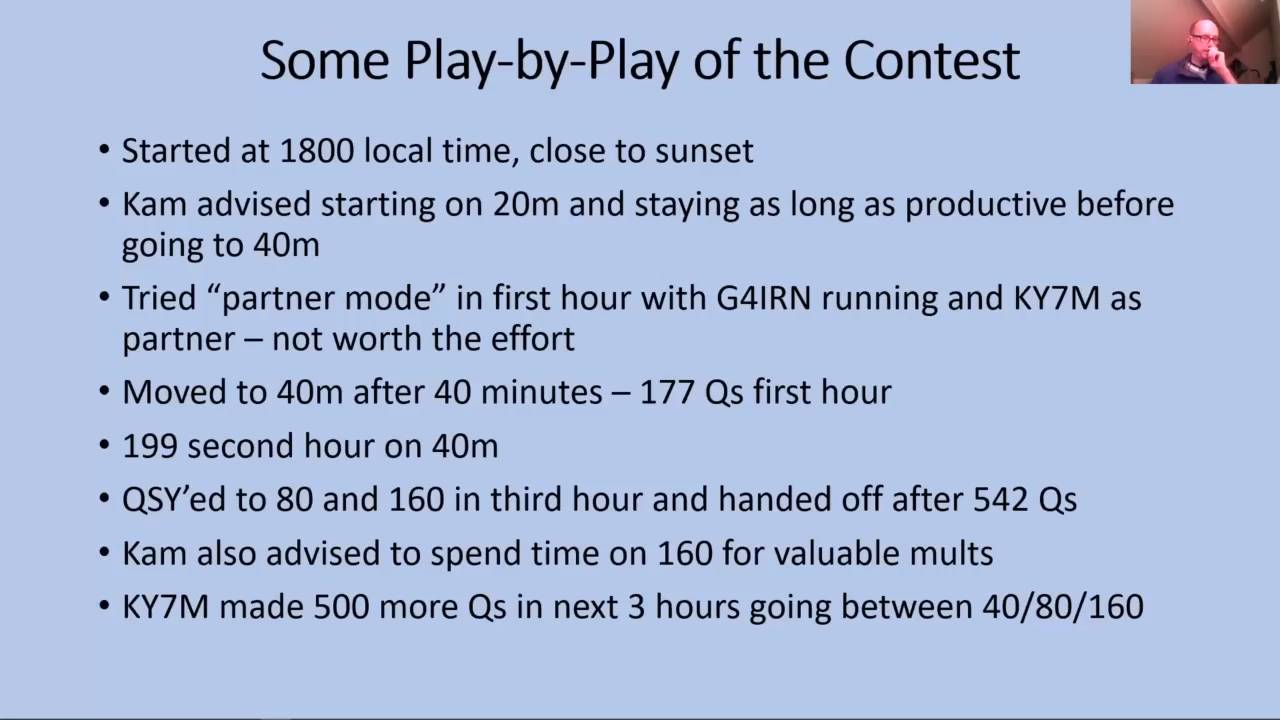 Some Play-by-Play of the Contest
• Started at 1800 local time, close to sunset
• Kam advised starting on 20m and staying as long as productive before
going to 40m
• Tried “partner mode” in first hour with G4IRN running and KY7M as
partner – not worth the effort
• Moved to 40m after 40 minutes – 177 Qs first hour
• 199 second hour on 40m
• QSY’ed to 80 and 160 in third hour and handed off after 542 Qs
• Kam also advised to spend time on 160 for valuable mults
• KY7M made 500 more Qs in next 3 hours going between 40/80/160